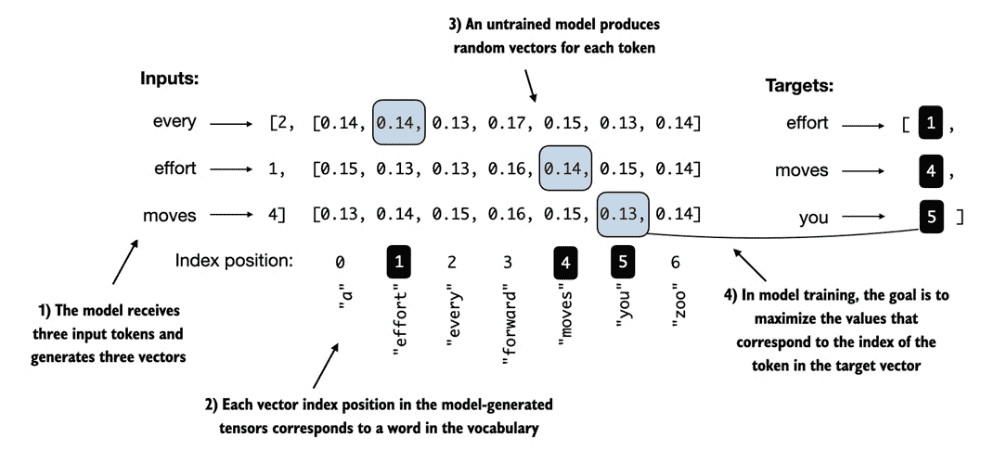 3) An untrained model produces
random vectors for each token
Inputs:
Targets:
every [2, [0.14, 0.14, 0.13, 0.17, 0.15, 0.13, 0.14] effort [ 1 ,
effort 1, [0.15, 0.13, 0.13, 0.16, 0.14, 0.15, 0.14] moves 4 ,
moves 4] [0.13, 0.14, 0.15, 0.16, 0.15, 0.13, 0.14] you 5 ]
Index position: 0 1 2 3 4 5 6
"a" "effort" "every" "forward" "moves" "you" "zoo"
1) The model receives
three input tokens and
generates three vectors
4) In model training, the goal is to
maximize the values that
correspond to the index of the
token in the target vector
2) Each vector index position in the model-generated
tensors corresponds to a word in the vocabulary